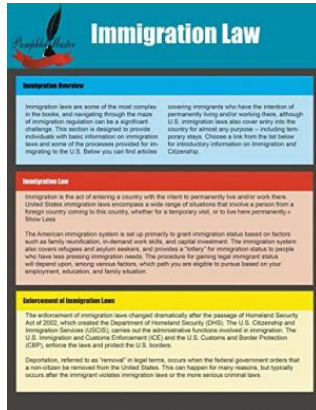 Pamphlet Master
Immigration Law
Immigration Overview
Immigration laws are some of the most complex
in the books, and navigating through the maze
of immigration regulation can be a significant
challenge. This section is designed to provide
individuals with basic information on immigration
laws and some of the processes provided for im-
migrating to the U.S. Below you can find articles
covering immigrants who have the intention of
permanently living and/or working there, although
U.S. immigration laws also cover entry into the
country for almost any purpose – including tem-
porary stays. Choose a link from the list below
for introductory information on Immigration and
Citizenship.
Immigration Law
Immigration is the act of entering a country with the intent to permanently live and/or work there.
United States immigration laws encompass a wide range of situations that involve a person from a
foreign country coming to this country, whether for a temporary visit, or to live here permanently.«
Show Less
The American immigration system is set up primarily to grant immigration status based on factors
such as family reunification, in-demand work skills, and capital investment. The immigration system
also covers refugees and asylum seekers, and provides a "lottery" for immigration status to people
who have less pressing immigration needs. The procedure for gaining legal immigrant status
will depend upon, among various factors, which path you are eligible to pursue based on your
employment, education, and family situation.
Enforcement of Immigration Laws
The enforcement of immigration laws changed dramatically after the passage of Homeland Security
Act of 2002, which created the Department of Homeland Security (DHS). The U.S. Citizenship and
Immigration Services (USCIS), carries out the administrative functions involved in immigration. The
U.S. Immigration and Customs Enforcement (ICE) and the U.S. Customs and Border Protection
(CBP), enforce the laws and protect the U.S. borders.
Deportation, referred to as "removal" in legal terms, occurs when the federal government orders that
a non-citizen be removed from the United States. This can happen for many reasons, but typically
occurs after the immigrant violates immigration laws or the more serious criminal laws.